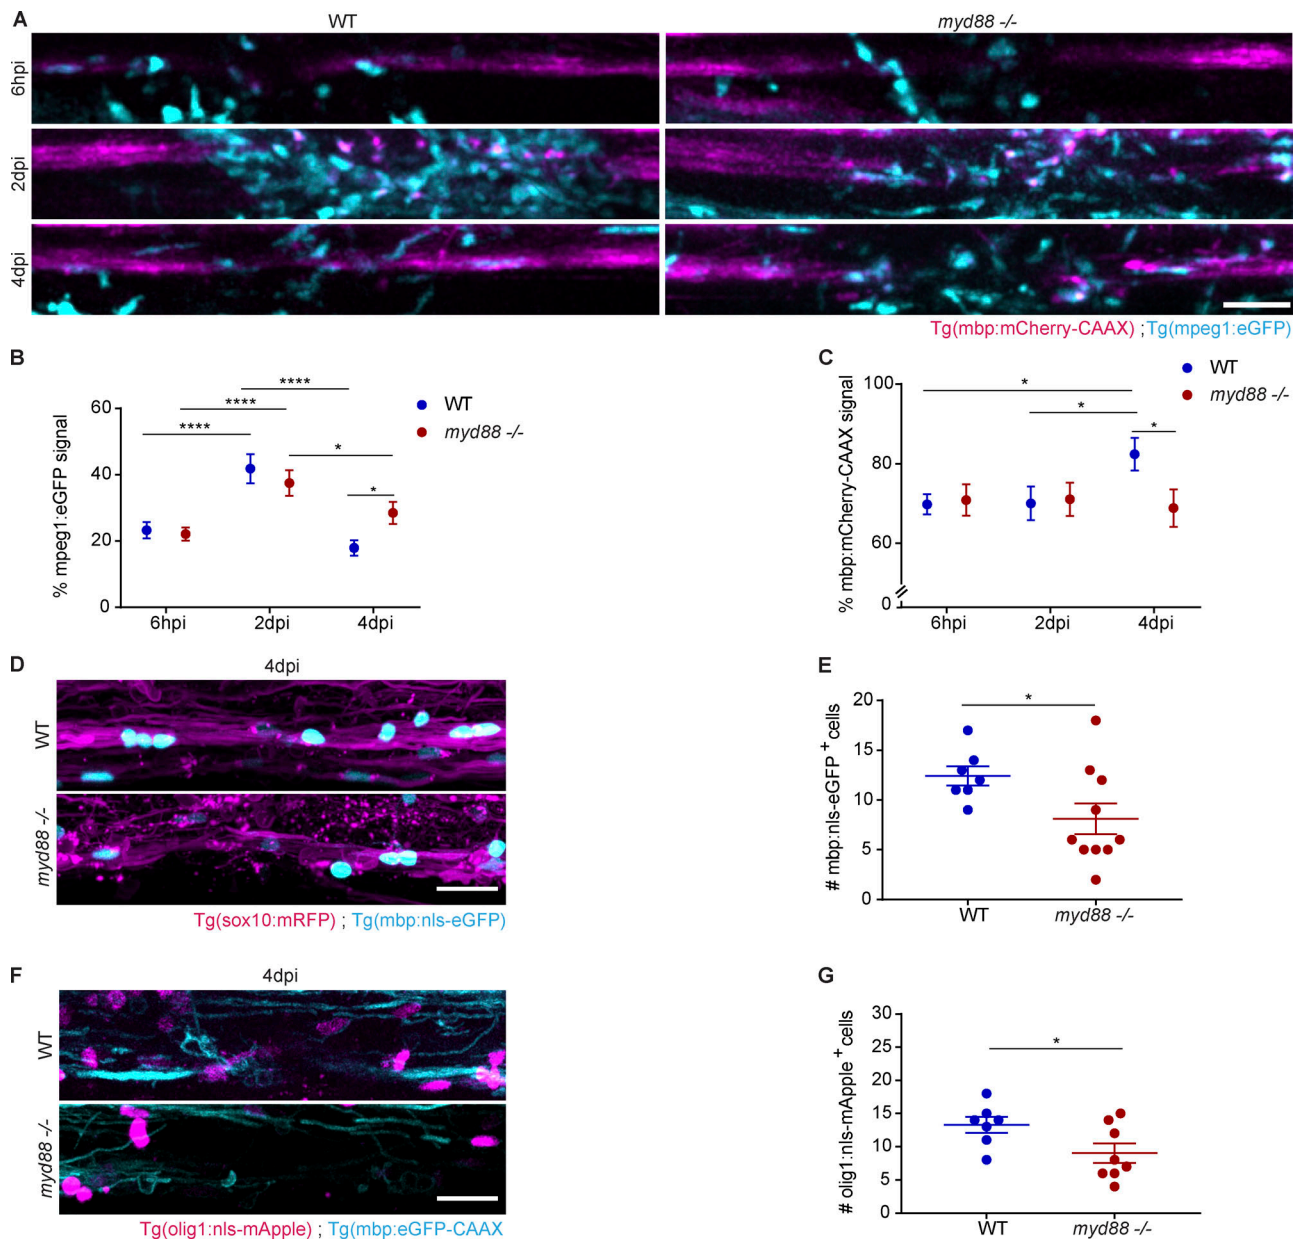 A
WT
myd88 -/-
6hpi
2dpi
4dpi
Tg(mbp:mCherry-CAAX) ;Tg(mpeg1:eGFP)
B
% mpeg1:eGFP signal
60
40
20
0
6hpi
2dpi
4dpi
****
****
****
*
*
WT
myd88 -/-
C
% mbp:mCherry-CAAX signal
100
80
60
0
6hpi
2dpi
4dpi
*
*
*
WT
myd88 -/-
D
4dpi
WT
myd88 -/-
Tg(sox10:mRFP) ; Tg(mbp:nls-eGFP)
E
# mbp:nls-eGFP + cells
20
15
10
5
0
*
WT
myd88 -/-
F
4dpi
WT
myd88 -/-
Tg(olig1:nls-mApple) ; Tg(mbp:eGFP-CAAX
G
# olig1:nls-mApple + cells
30
25
20
15
10
5
0
*
WT
myd88 -/-